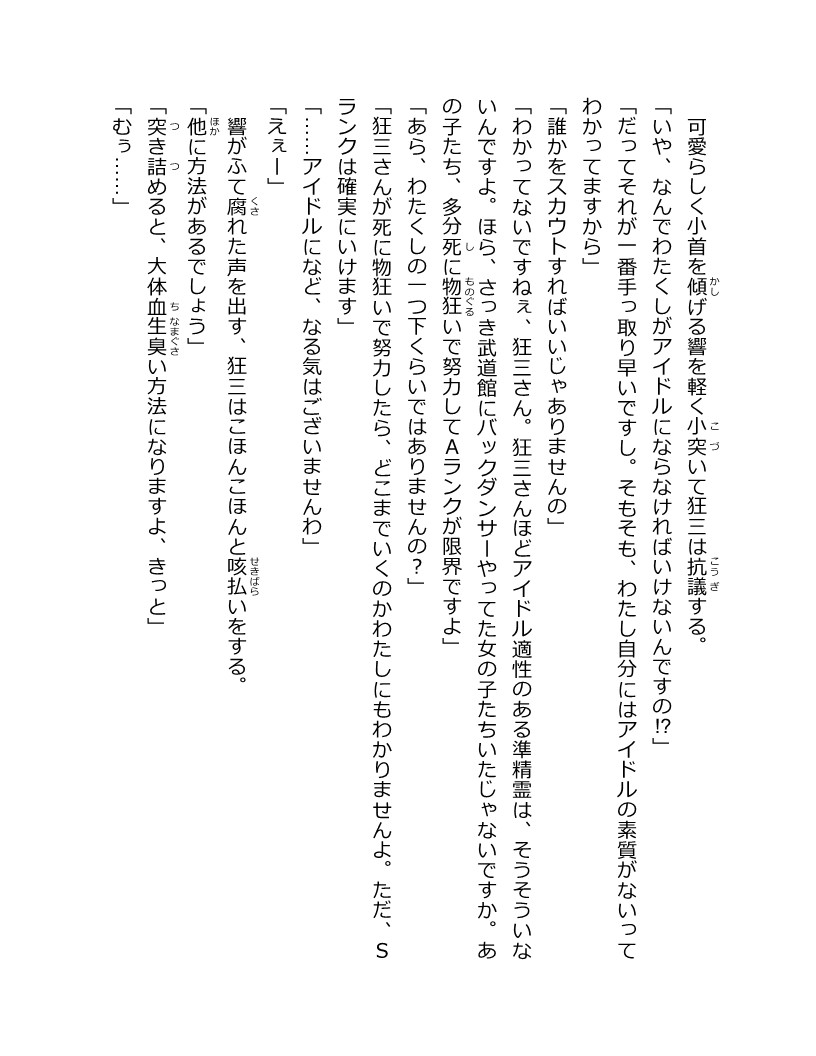 可愛らしく小首を傾げる響を軽く小突いて狂三は抗議する。
「いや、なんでわたくしがアイドルにならなければいけないんですの!?」
「だってそれが一番手っ取り早いですし。そもそも、わたし自分にはアイドルの素質がないって
わかってますから」
「誰かをスカウトすればいいじゃありませんの」
「わかってないですねぇ、狂三さん。狂三さんほどアイドル適性のある準精霊は、そうそういな
いんですよ。ほら、さっき武道館にバックダンサーやってた女の子たちいたじゃないですか。あ
の子たち、多分死に物狂いで努力してAランクが限界ですよ」
「あら、わたくしの一つ下くらいではありませんの?」
「狂三さんが死に物狂いで努力したら、どこまでいくのかわたしにもわかりませんよ。ただ、S
ランクは確実にいけます」
「……アイドルになど、なる気はございませんわ」
「えぇー」
響がふて腐れた声を出す、狂三はこほんこほんと咳払いをする。
「他に方法があるでしょう」
「突き詰めると、大体血生臭い方法になりますよ、きっと」
「むぅ……」